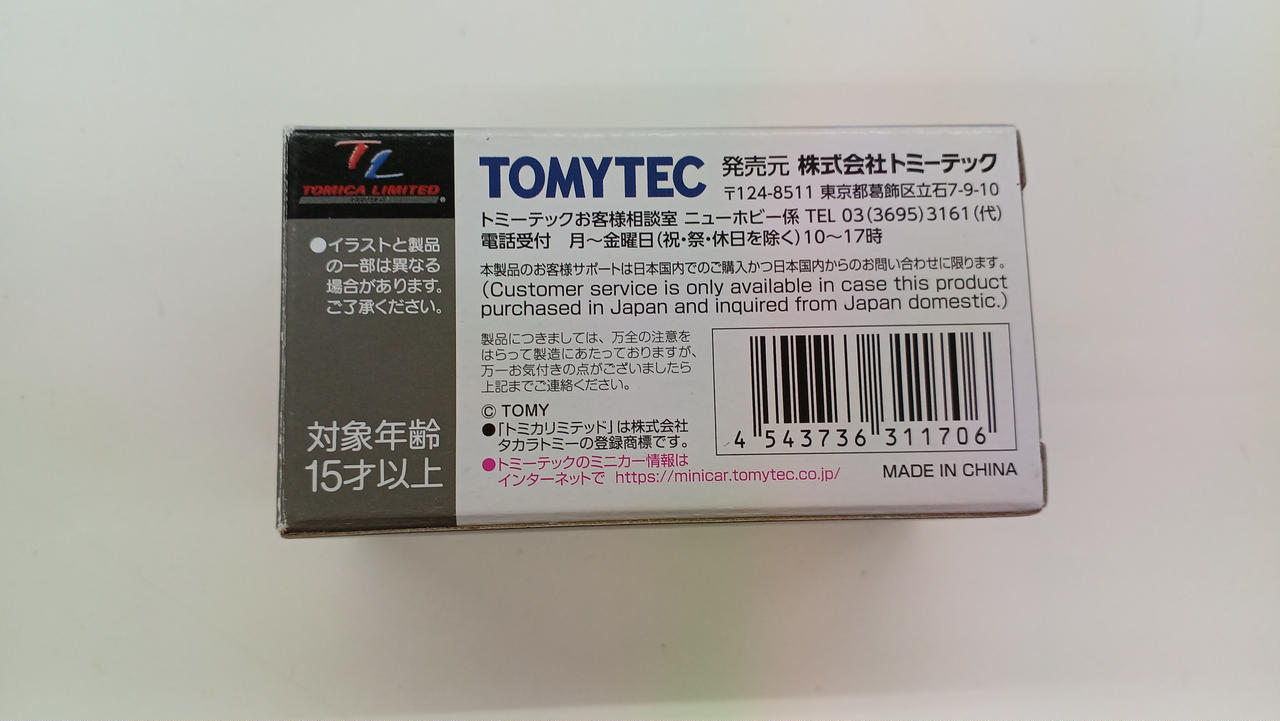 TL
TOMICA LIMITED
®
●イラストと製品
の一部は異なる
場合があります。
ご了承ください。
対象年齢
15才以上
TOMYTEC 発売元 株式会社トミーテック
〒124-8511 東京都葛飾区立石7-9-10
トミーテックお客様相談室 ニューホビー係 TEL 03(3695)3161(代)
電話受付　月～金曜日(祝・祭・休日を除く)10～17時
本製品のお客様サポートは日本国内でのご購入かつ日本国内からのお問い合わせに限ります。
(Customer service is only available in case this product
purchased in Japan and inquired from Japan domestic.)
製品につきましては、万全の注意を
はらって製造にあたっておりますが、
万一お気付きの点がございましたら
上記までご連絡ください。
© TOMY
●「トミカリミテッド」は株式会社
タカラトミーの登録商標です。
●トミーテックのミニカー情報は
インターネットで https://minicar.tomytec.co.jp/
4 543736 311706
MADE IN CHINA